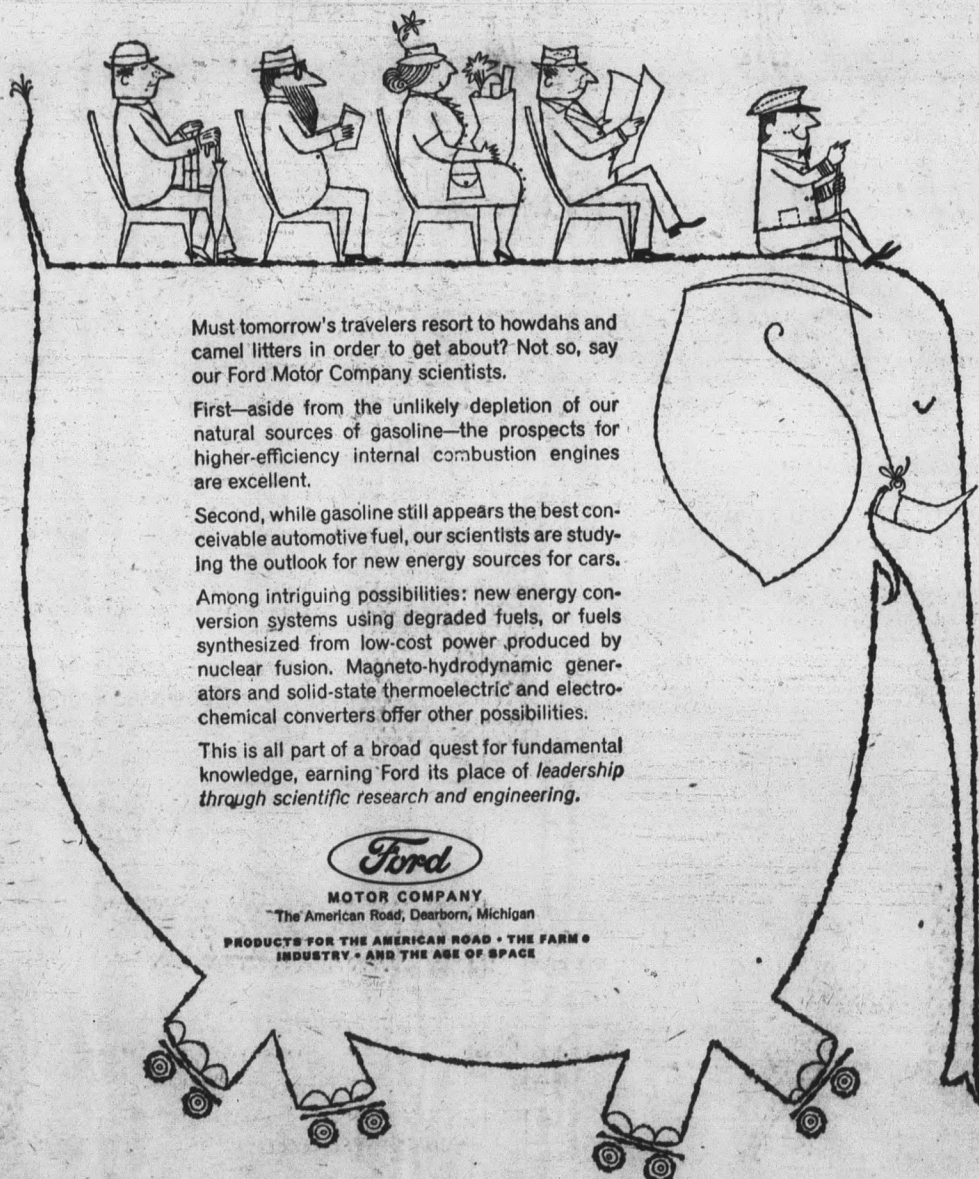 Must tomorrow's travelers resort to howdahs and
camel litters in order to get about? Not so, say
our Ford Motor Company scientists.
First—aside from the unlikely depletion of our
natural sources of gasoline—the prospects for
higher-efficiency internal combustion engines
are excellent.
Second, while gasoline still appears the best con-
ceivable automotive fuel, our scientists are study-
ing the outlook for new energy sources for cars.
Among intriguing possibilities: new energy con-
version systems using degraded fuels, or fuels
synthesized from low-cost power produced by
nuclear fusion. Magneto-hydrodynamic gener-
ators and solid-state thermoelectric and electro-
chemical converters offer other possibilities.
This is all part of a broad quest for fundamental
knowledge, earning Ford its place of leadership
through scientific research and engineering.
Ford
MOTOR COMPANY
The American Road, Dearborn, Michigan
PRODUCTS FOR THE AMERICAN ROAD • THE FARM •
INDUSTRY • AND THE AGE OF SPACE